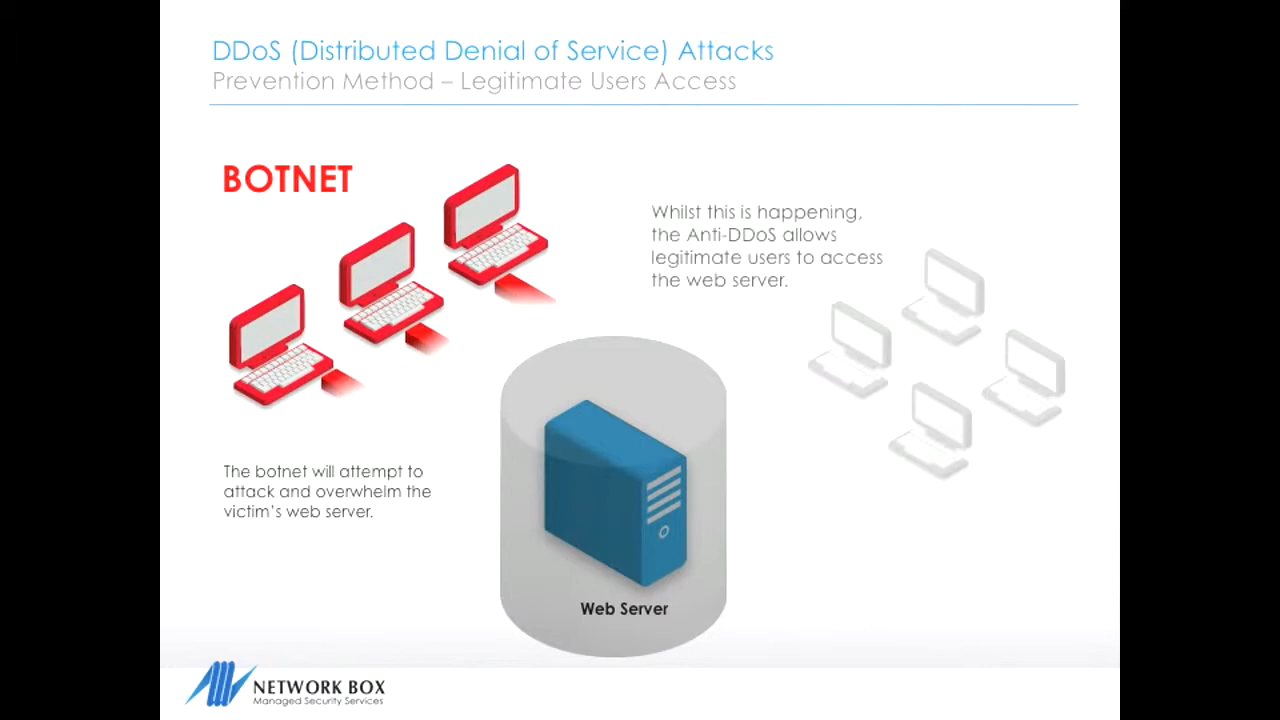 DDoS (Distributed Denial of Service) Attacks
Prevention Method – Legitimate Users Access
BOTNET
Whilst this is happening,
the Anti-DDoS allows
legitimate users to access
the web server.
The botnet will attempt to
attack and overwhelm the
victim's web server.
Web Server
NETWORK BOX
Managed Security Services